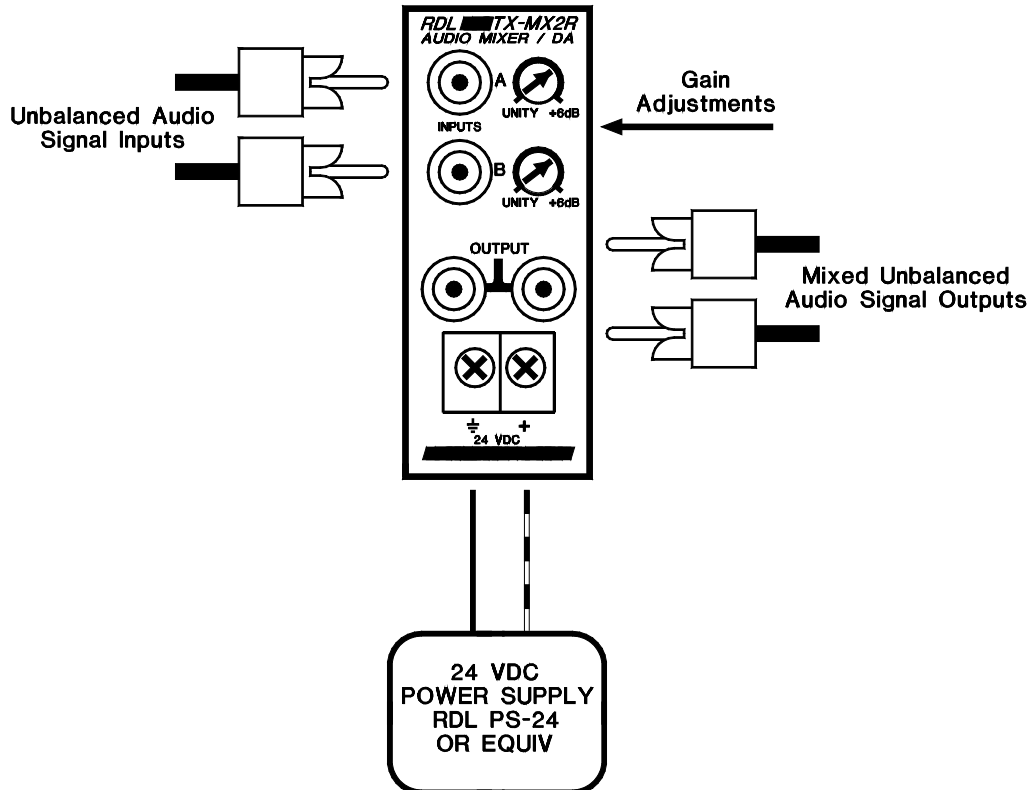 RDL TX-MX2R
AUDIO MIXER / DA
A
UNITY +6dB
INPUTS
B
UNITY +6dB
OUTPUT
+
24 VDC
Unbalanced Audio
Signal Inputs
Gain
Adjustments
Mixed Unbalanced
Audio Signal Outputs
24 VDC
POWER SUPPLY
RDL PS-24
OR EQUIV